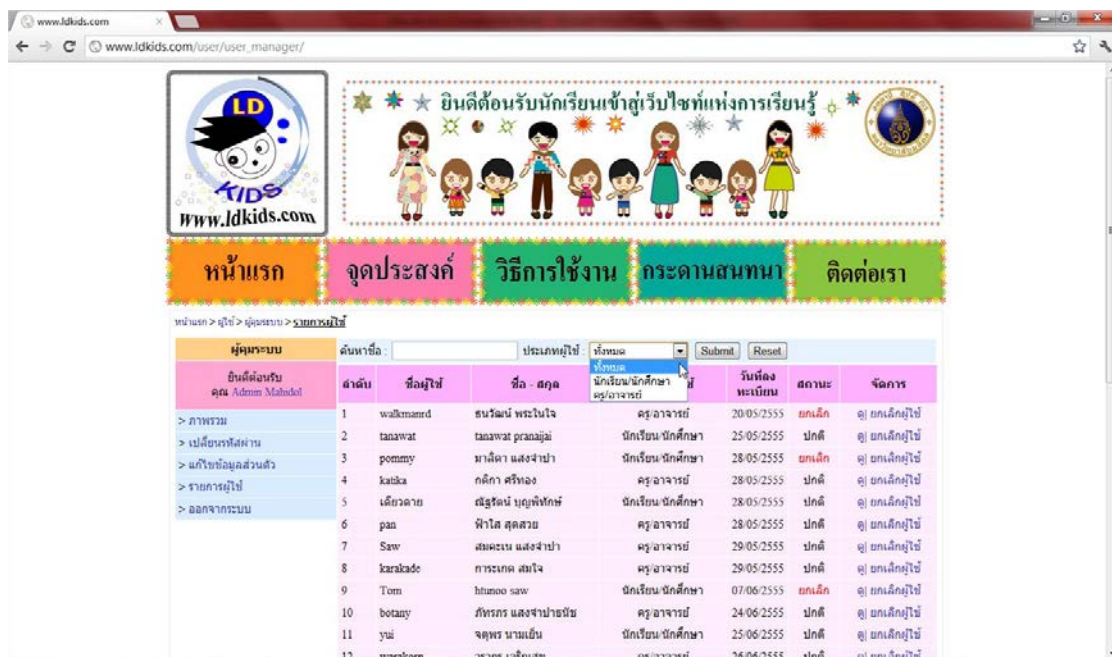 www.ldkids.com
www.ldkids.com/user/user_manager/
LD
KIDS
www.ldkids.com
ยินดีต้อนรับนักเรียนเข้าสู่เว็บไซท์แห่งการเรียนรู้
หน้าแรก จุดประสงค์ วิธีการใช้งาน กระดานสนทนา ติดต่อเรา
หน้าแรก > ผู้ใช้ > ผู้คุมระบบ > รายการผู้ใช้
ผู้คุมระบบ
ยินดีต้อนรับ
คุณ Admin Mahidol
> ภาพรวม
> เปลี่ยนรหัสผ่าน
> แก้ไขข้อมูลส่วนตัว
> รายการผู้ใช้
> ออกจากระบบ
ค้นหาชื่อ : ประเภทผู้ใช้ : ทั้งหมด Submit Reset
ทั้งหมด
นักเรียน/นักศึกษา
ครู/อาจารย์
ลำดับ ชื่อผู้ใช้ ชื่อ - สกุล วันที่ลงทะเบียน สถานะ จัดการ
1 walkmanrd ธนวัฒน์ พระในใจ ครู/อาจารย์ 20/05/2555 ยกเลิก ดู| ยกเลิกผู้ใช้
2 tanawat tanawat pranaijai นักเรียน/นักศึกษา 25/05/2555 ปกติ ดู| ยกเลิกผู้ใช้
3 pommy มาลิดา แสงจำปา นักเรียน/นักศึกษา 28/05/2555 ยกเลิก ดู| ยกเลิกผู้ใช้
4 katika กติกา ศรีทอง ครู/อาจารย์ 28/05/2555 ปกติ ดู| ยกเลิกผู้ใช้
5 เดียวดาย ณัฐรัตน์ บุญพิทักษ์ นักเรียน/นักศึกษา 28/05/2555 ปกติ ดู| ยกเลิกผู้ใช้
6 pan ฟ้าใส สุดสวย ครู/อาจารย์ 28/05/2555 ปกติ ดู| ยกเลิกผู้ใช้
7 Saw สมคะเน แสงจำปา ครู/อาจารย์ 29/05/2555 ปกติ ดู| ยกเลิกผู้ใช้
8 karakade การะเกด สมใจ ครู/อาจารย์ 29/05/2555 ปกติ ดู| ยกเลิกผู้ใช้
9 Tom htunoo saw นักเรียน/นักศึกษา 07/06/2555 ยกเลิก ดู| ยกเลิกผู้ใช้
10 botany ภัทรภร แสงจำปาธนัช ครู/อาจารย์ 24/06/2555 ปกติ ดู| ยกเลิกผู้ใช้
11 yui จตุพร นามเย็น นักเรียน/นักศึกษา 25/06/2555 ปกติ ดู| ยกเลิกผู้ใช้